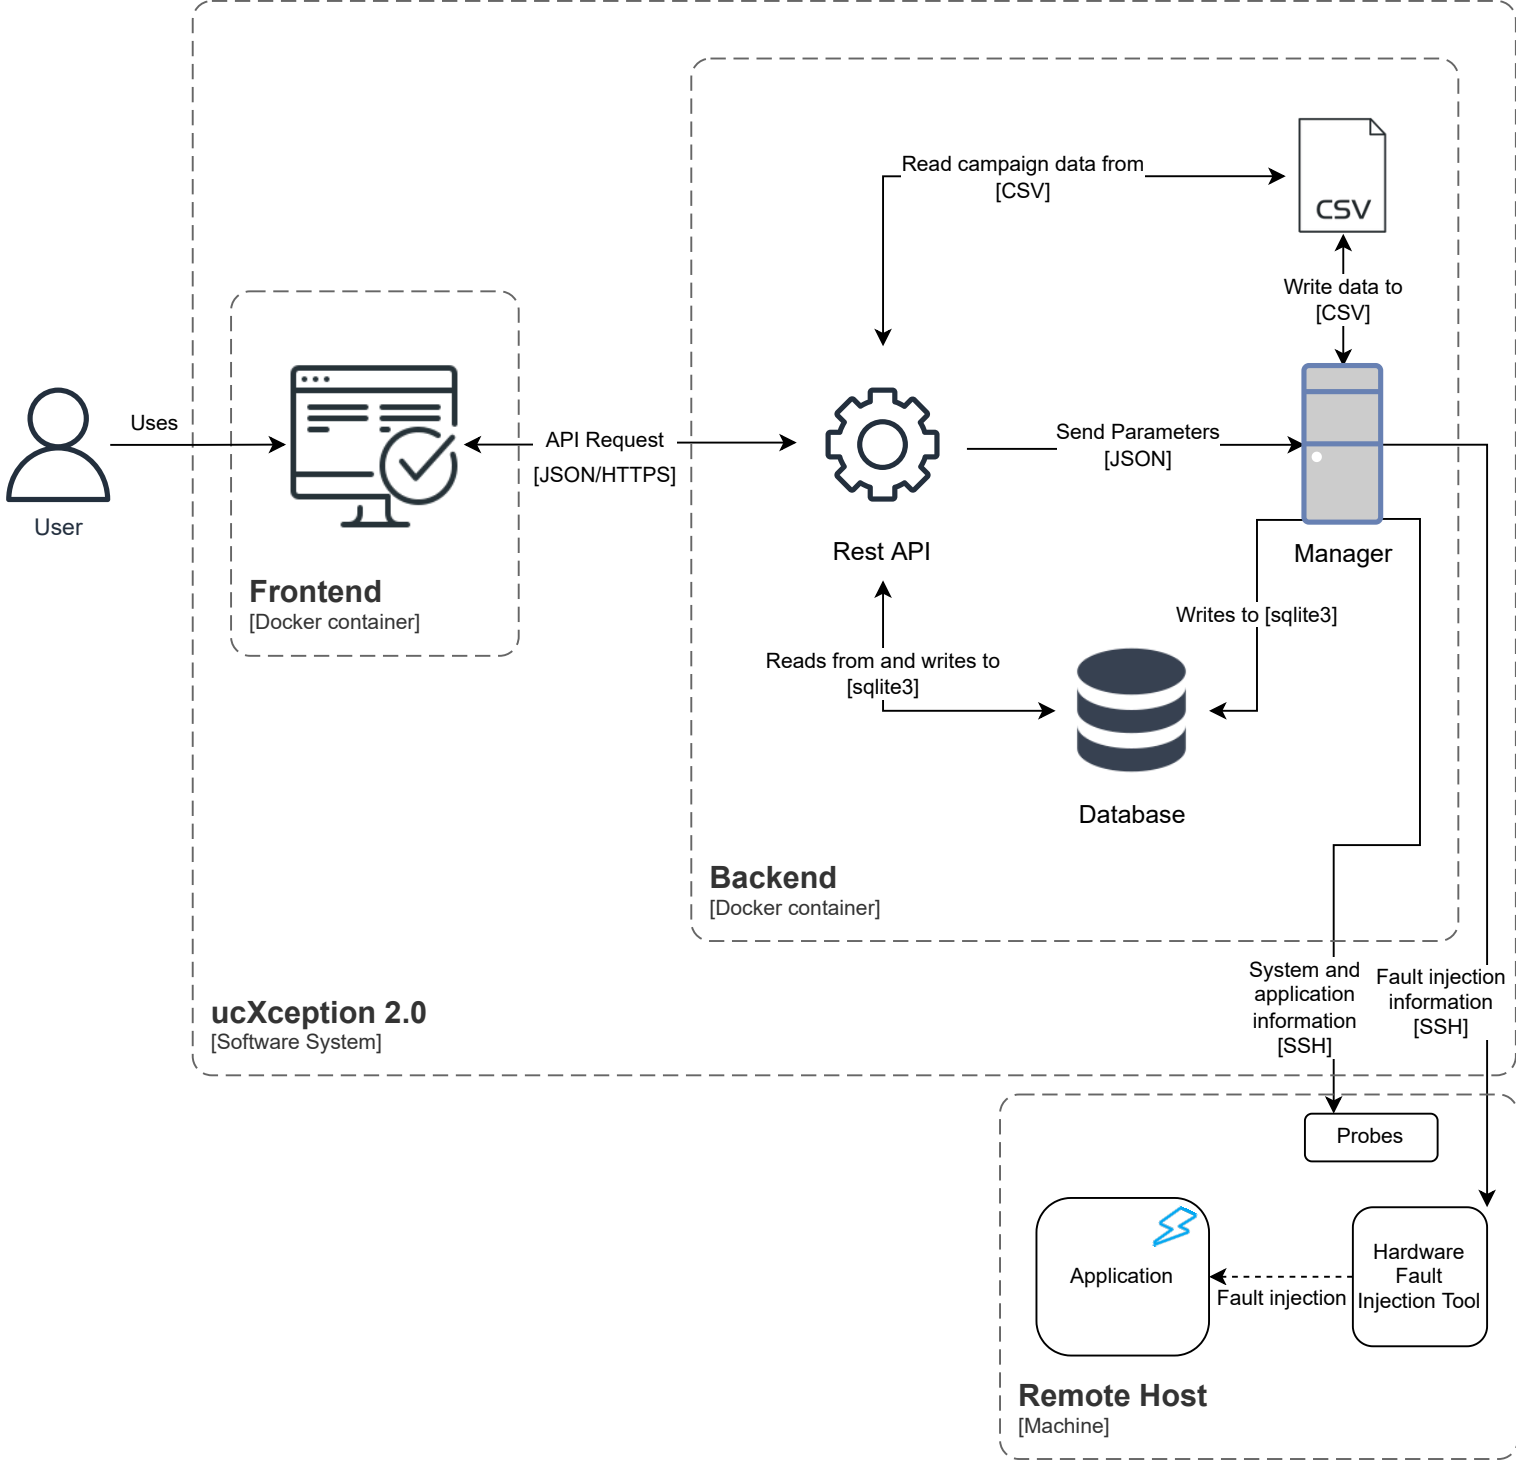 Read campaign data from
[CSV]
CSV
Write data to
[CSV]
Uses
User
API Request
[JSON/HTTPS]
Send Parameters
[JSON]
Rest API
Manager
Frontend
[Docker container]
Writes to [sqlite3]
Reads from and writes to
[sqlite3]
Database
Backend
[Docker container]
System and
application
information
[SSH]
Fault injection
information
[SSH]
ucXception 2.0
[Software System]
Probes
Application
Fault injection
Hardware
Fault
Injection Tool
Remote Host
[Machine]